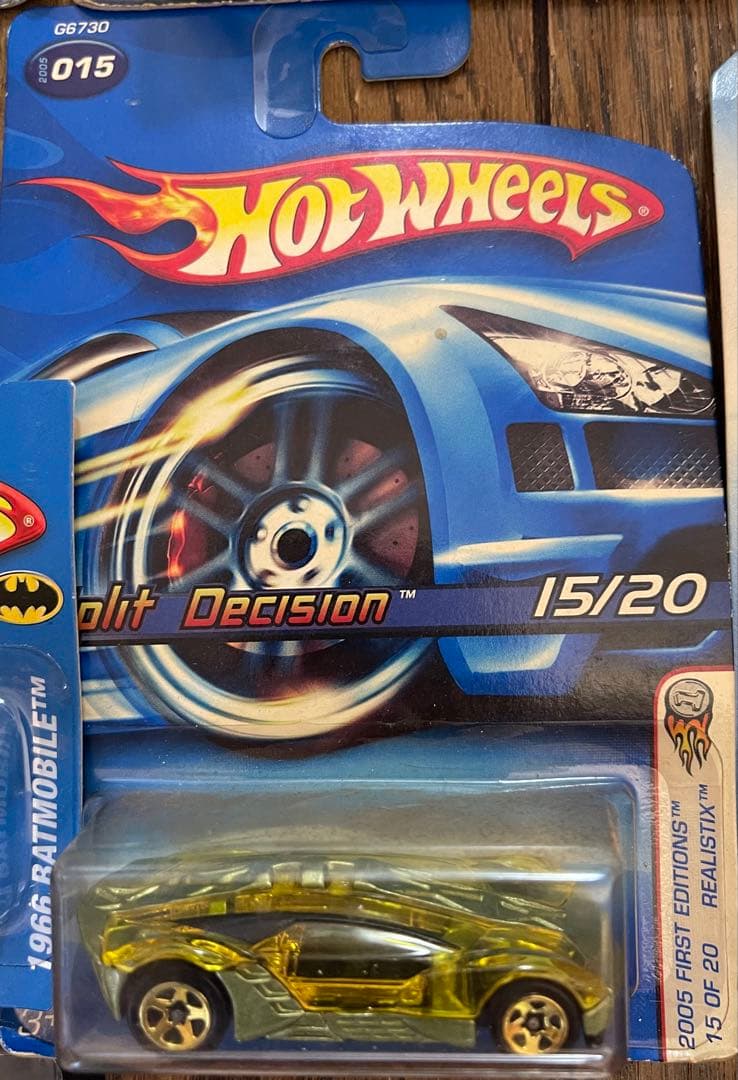 G6730
2005
015
HOT WHEELS®
®
plit Decision™ 15/20
1966 BATMOBILE™
2005 FIRST EDITIONS™
15 OF 20 REALISTIX™